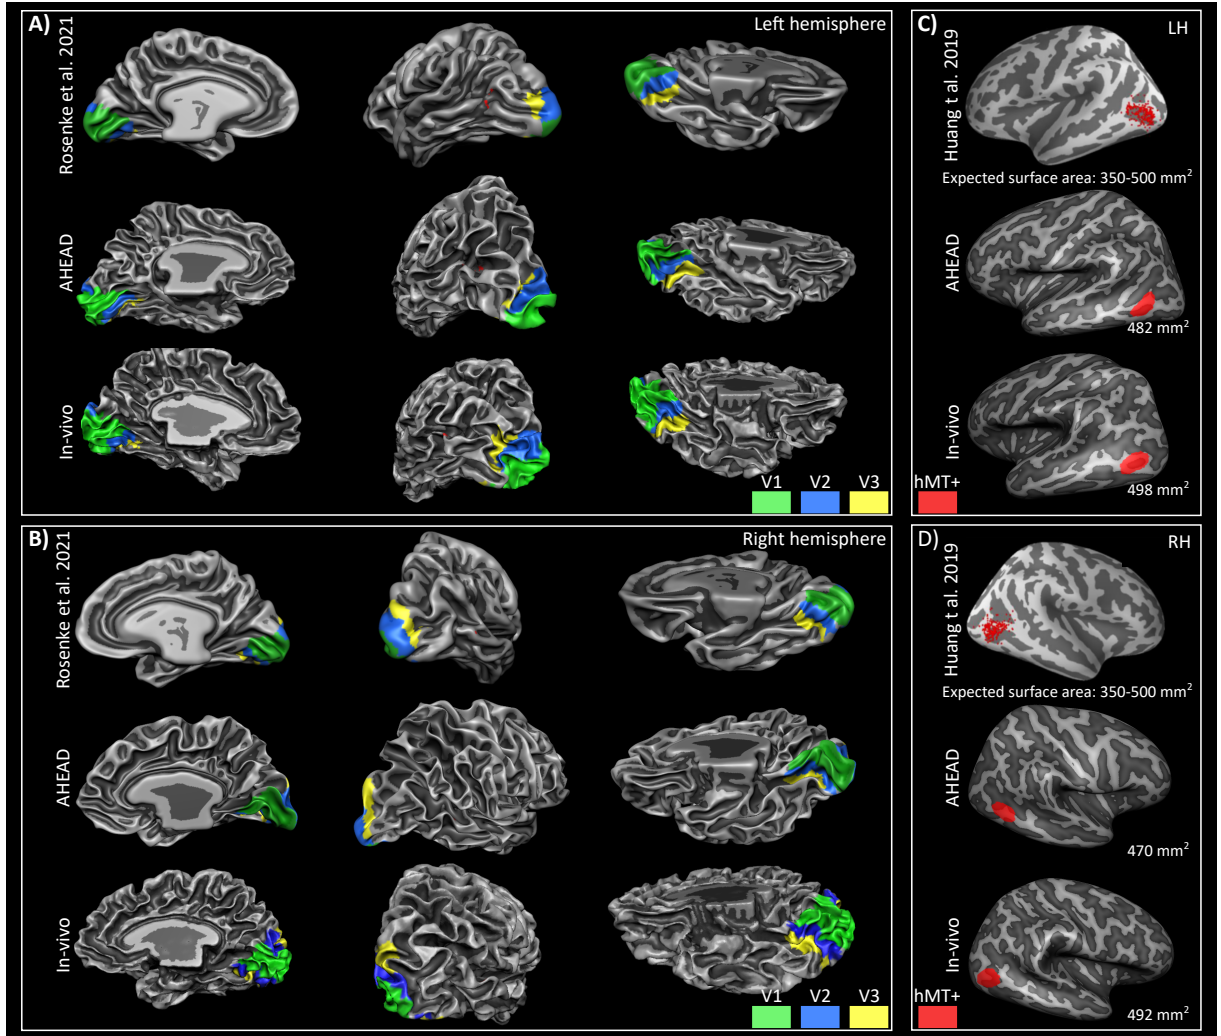 A)
Left hemisphere
Rosenke et al. 2021
AHEAD
In-vivo
V1 V2 V3
C)
LH
Huang t al. 2019
Expected surface area: 350-500 mm²
AHEAD
482 mm²
In-vivo
498 mm²
hMT+
B)
Right hemisphere
Rosenke et al. 2021
AHEAD
In-vivo
V1 V2 V3
D)
RH
Huang t al. 2019
Expected surface area: 350-500 mm²
AHEAD
470 mm²
In-vivo
492 mm²
hMT+